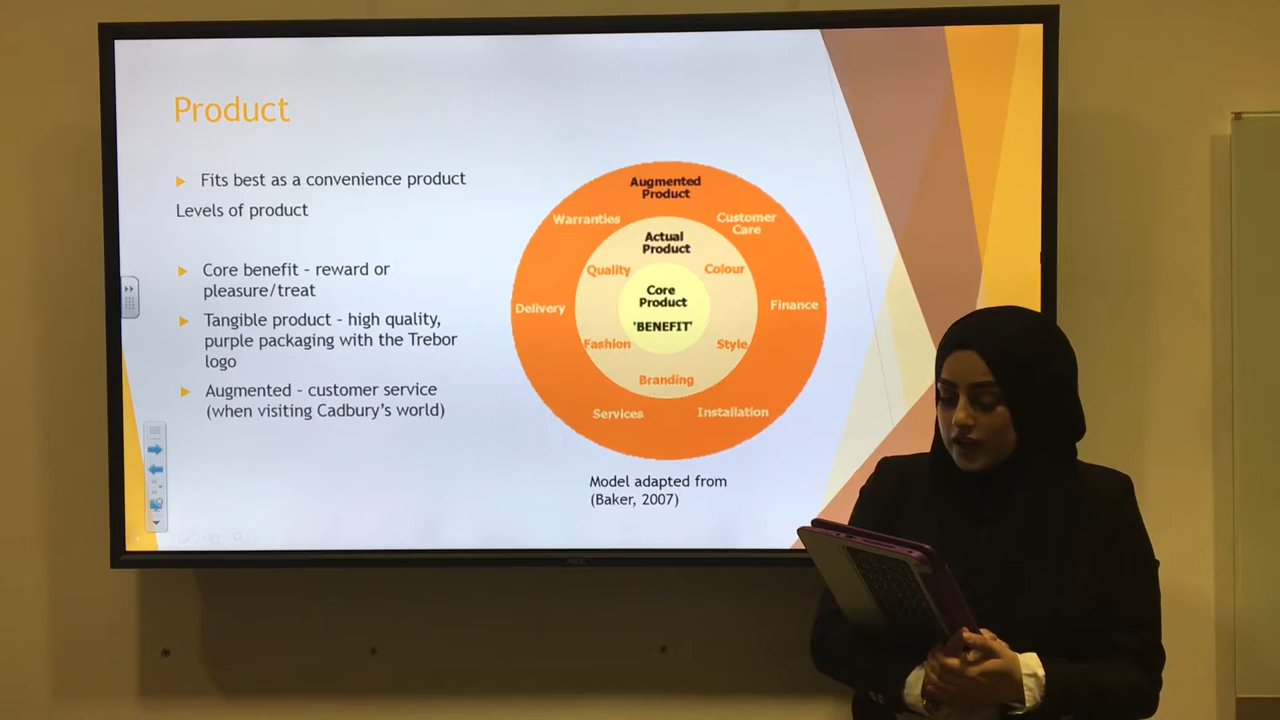 Product
Fits best as a convenience product
Levels of product
Core benefit - reward or
pleasure/treat
Tangible product - high quality,
purple packaging with the Trebor
logo
Augmented - customer service
(when visiting Cadbury's world)
Augmented
Product
Warranties
Customer
Care
Actual
Product
Quality
Colour
Core
Product
'BENEFIT'
Delivery
Finance
Fashion
Style
Branding
Services
Installation
Model adapted from
(Baker, 2007)